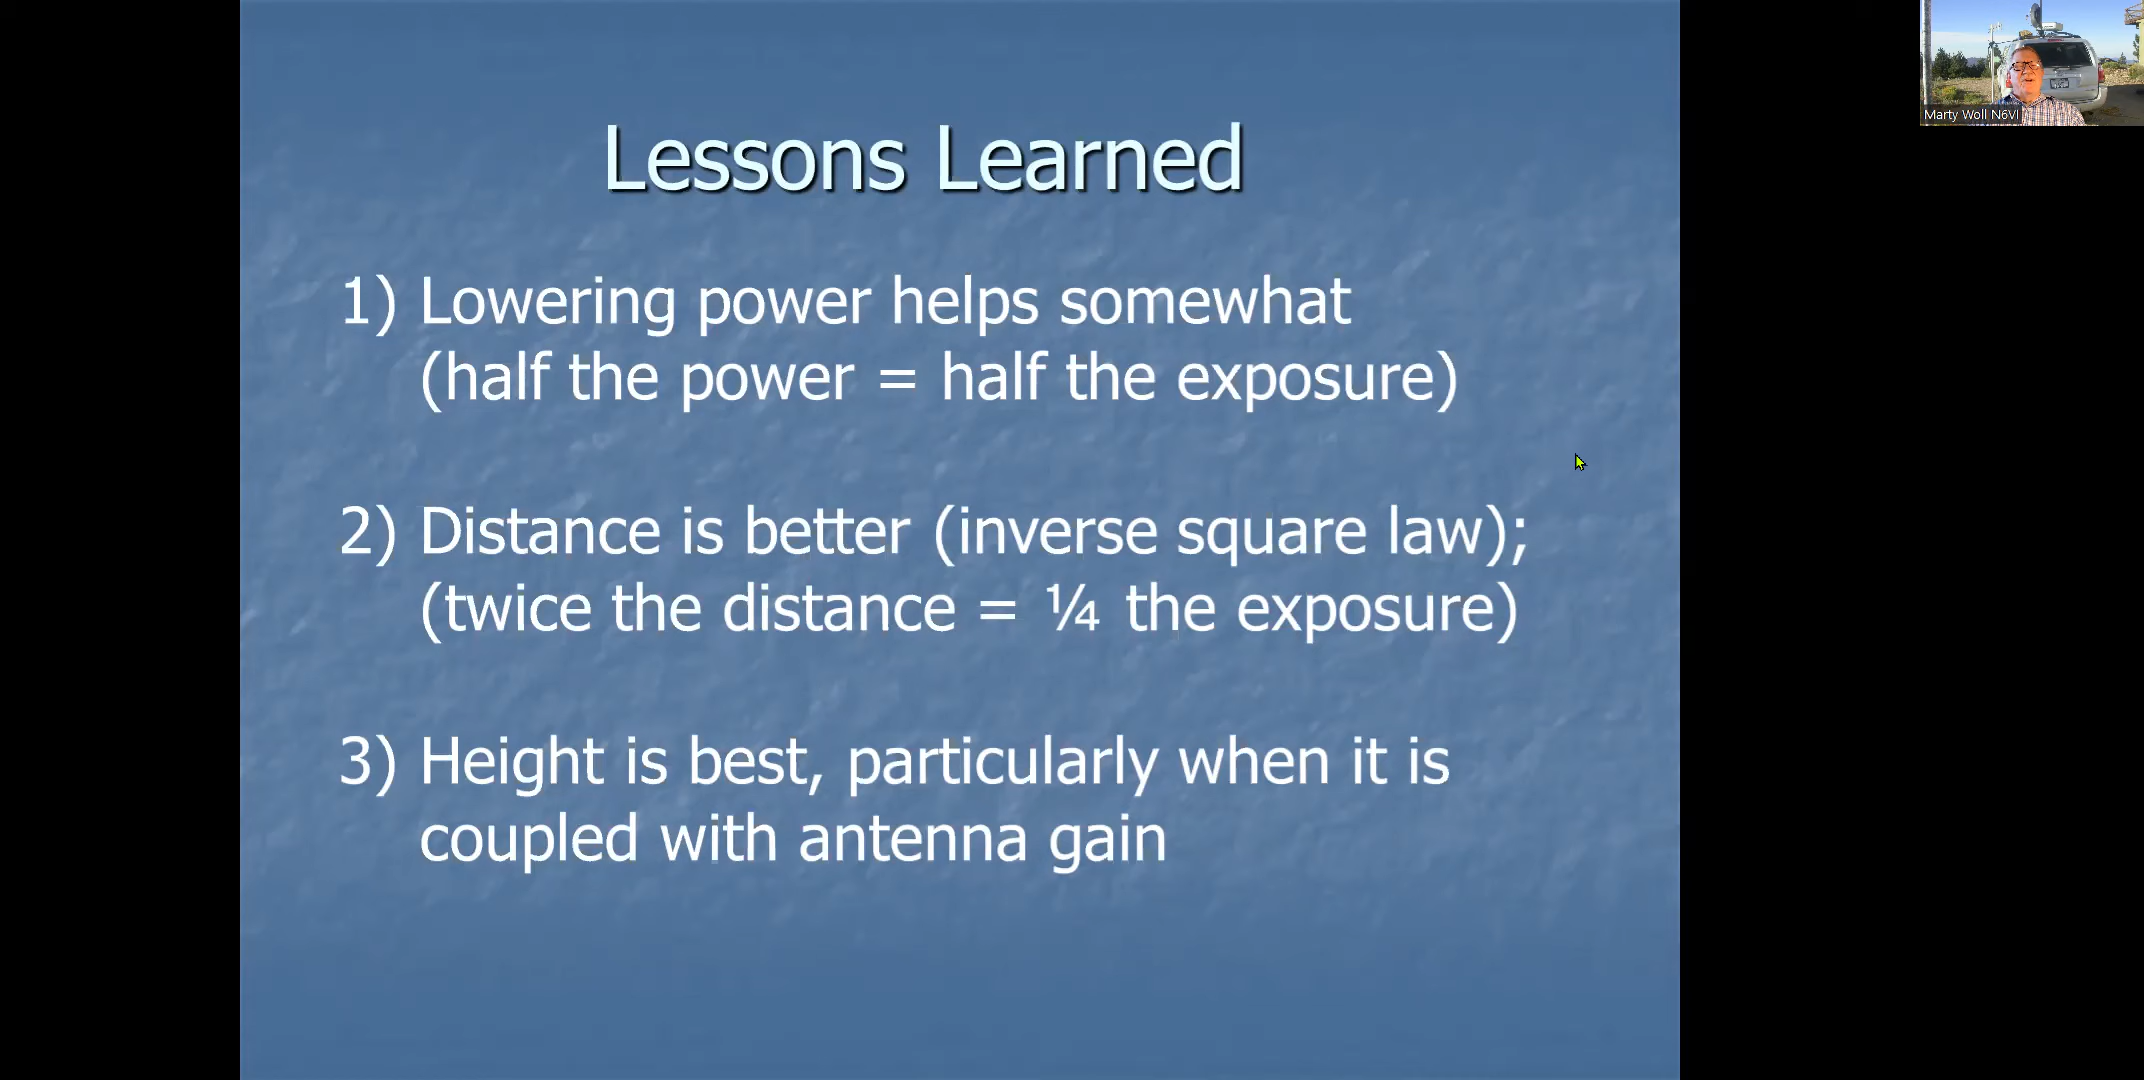 Lessons Learned
1) Lowering power helps somewhat
(half the power = half the exposure)
2) Distance is better (inverse square law);
(twice the distance = ¼ the exposure)
3) Height is best, particularly when it is
coupled with antenna gain
Marty Woll N6VI